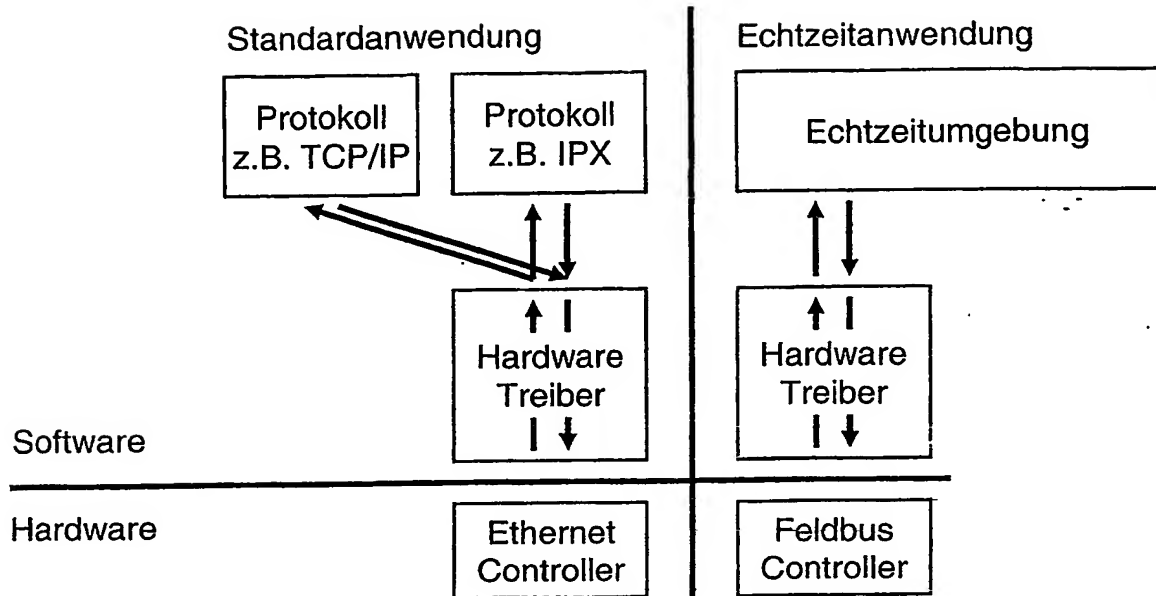 Standardanwendung
Echtzeitanwendung
Protokoll
z.B. TCP/IP
Protokoll
z.B. IPX
Echtzeitumgebung
Hardware
Treiber
Hardware
Treiber
Software
Hardware
Ethernet
Controller
Feldbus
Controller